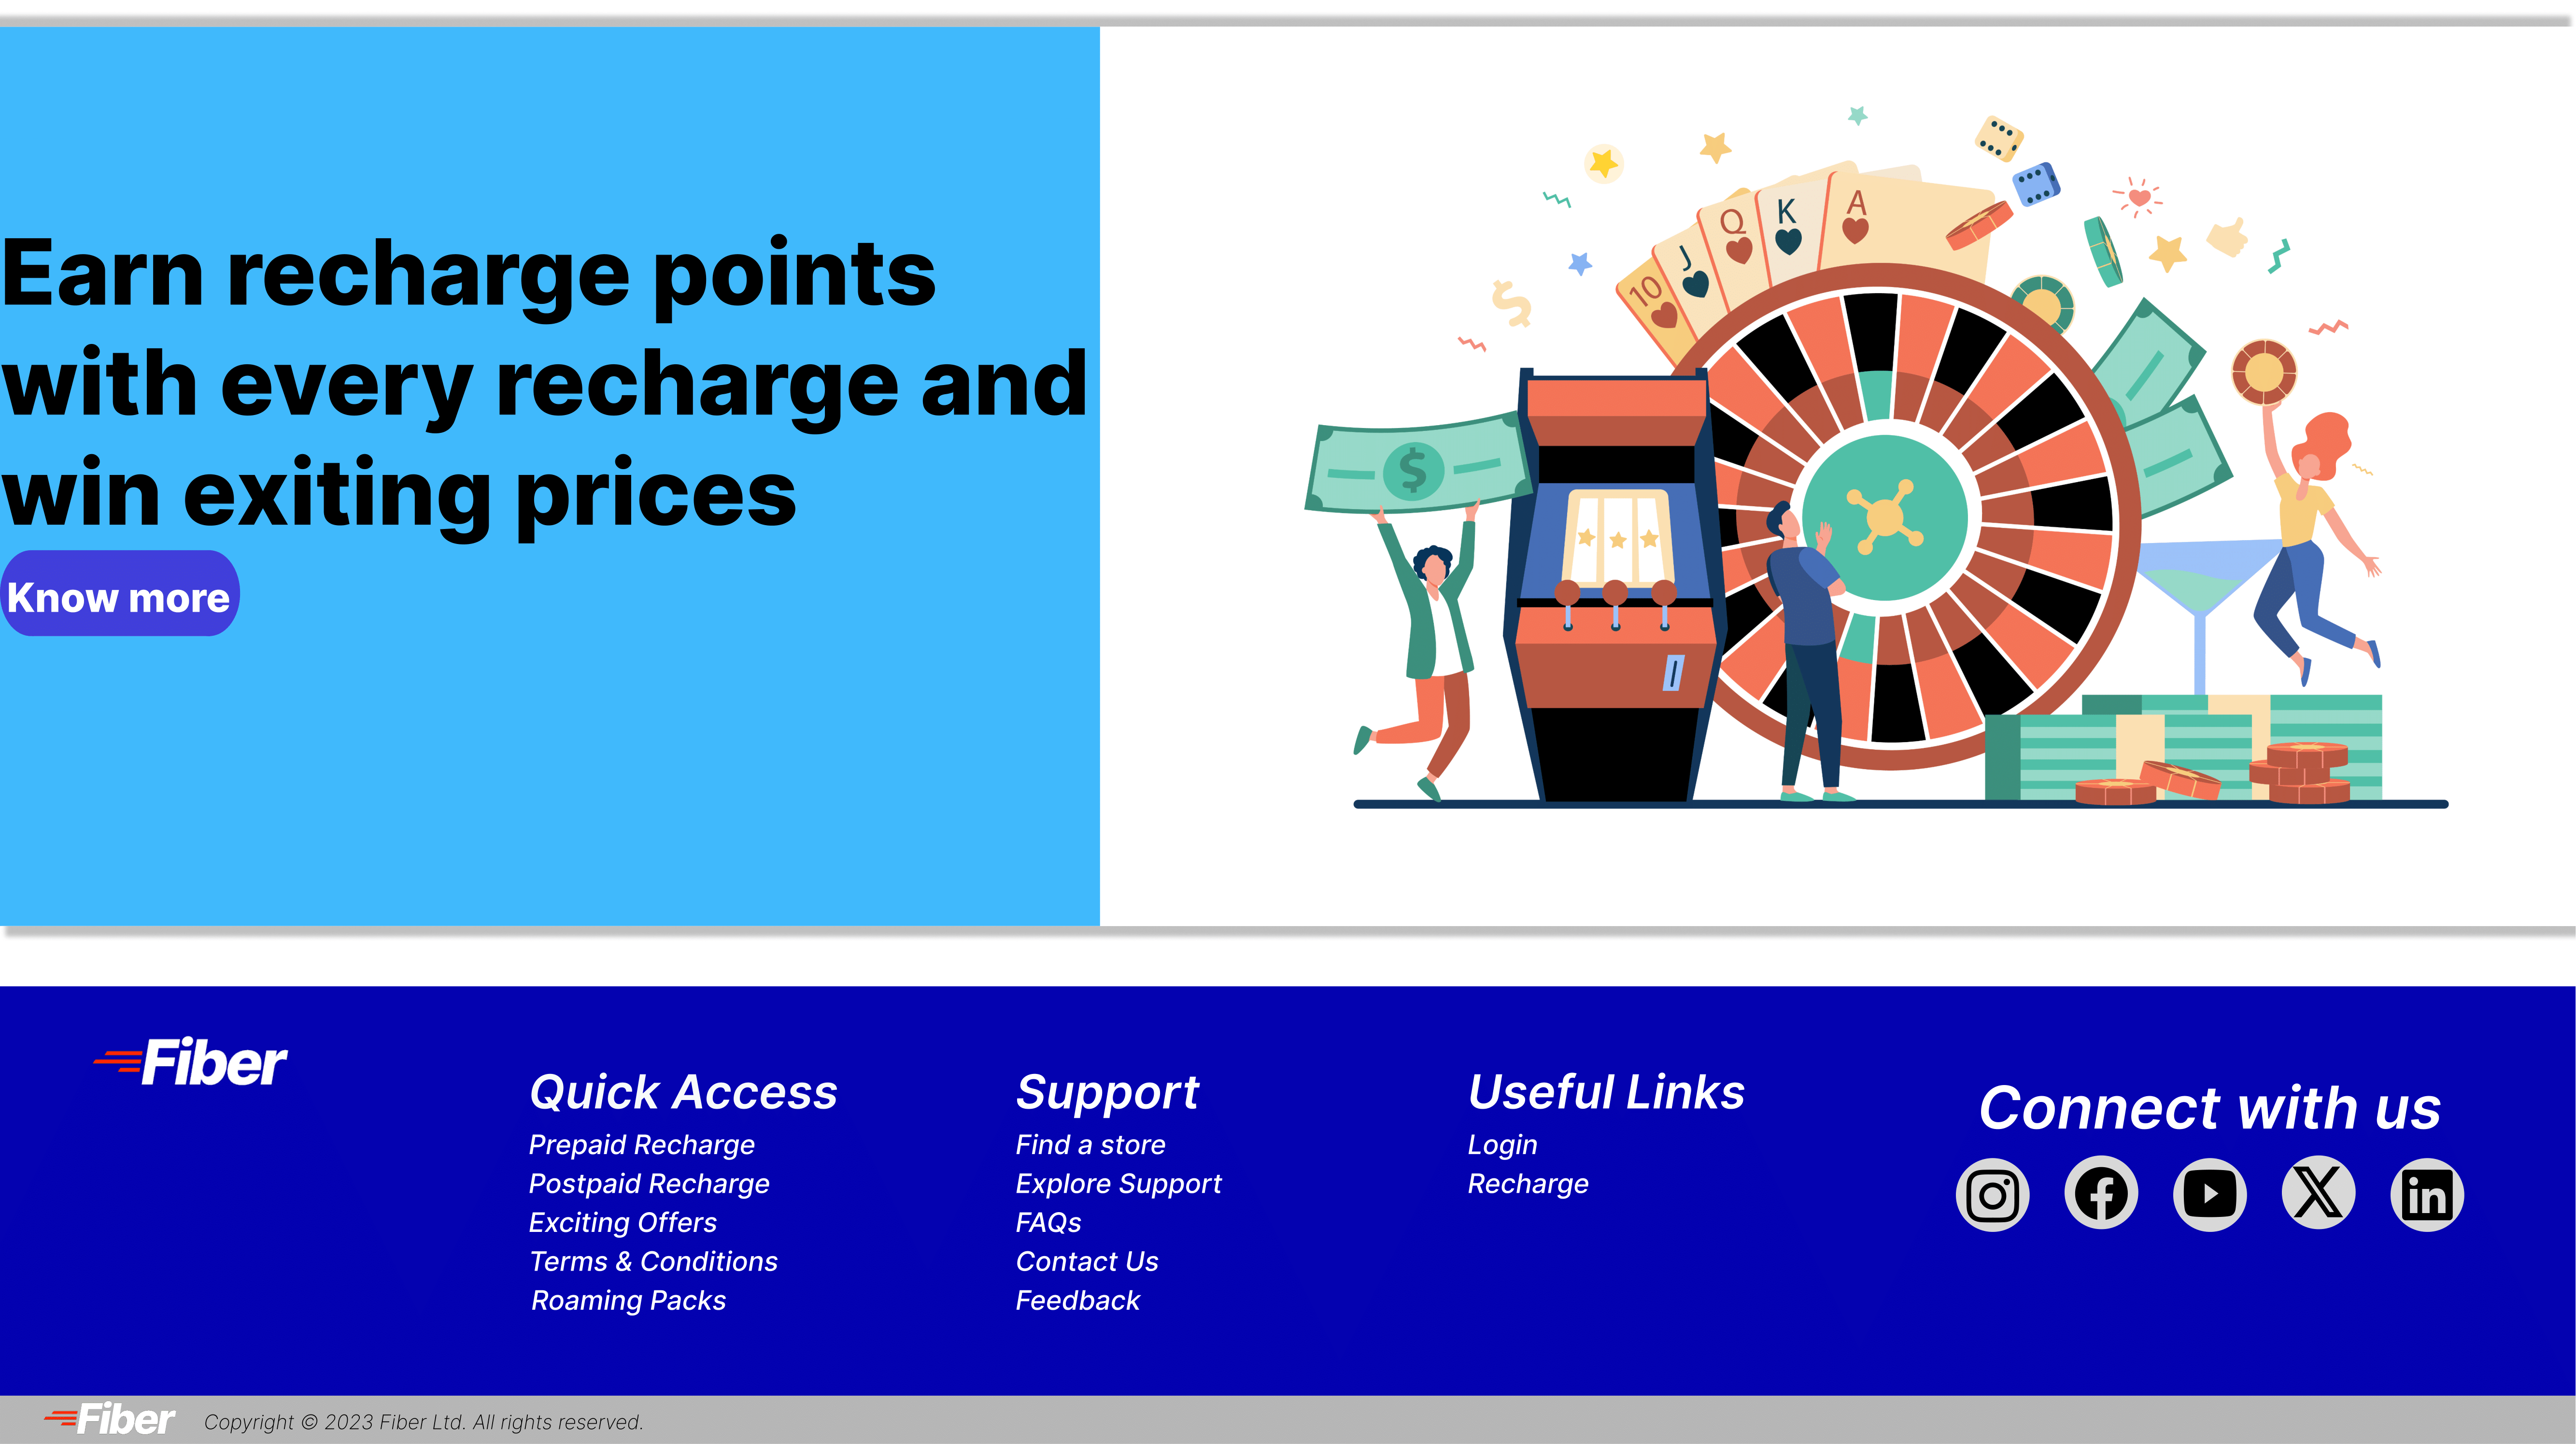 Earn recharge points
with every recharge and
win exiting prices
Know more
10
J
Q
K
A
$
$
Fiber
Quick Access
Prepaid Recharge
Postpaid Recharge
Exciting Offers
Terms & Conditions
Roaming Packs
Support
Find a store
Explore Support
FAQs
Contact Us
Feedback
Useful Links
Login
Recharge
Connect with us
Fiber
Copyright © 2023 Fiber Ltd. All rights reserved.